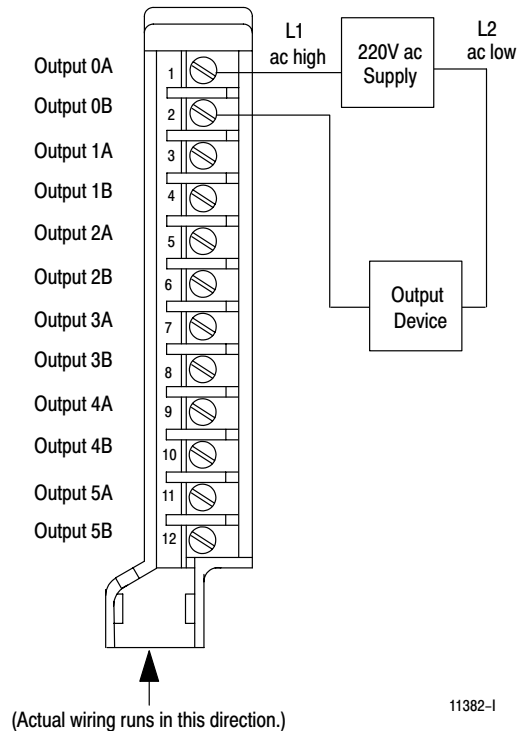 L1
ac high
220V ac
Supply
L2
ac low
Output 0A
1
Output 0B
2
Output 1A
3
Output 1B
4
Output 2A
5
Output 2B
6
Output 3A
7
Output 3B
8
Output 4A
9
Output 4B
10
Output 5A
11
Output 5B
12
Output
Device
(Actual wiring runs in this direction.)
11382–I